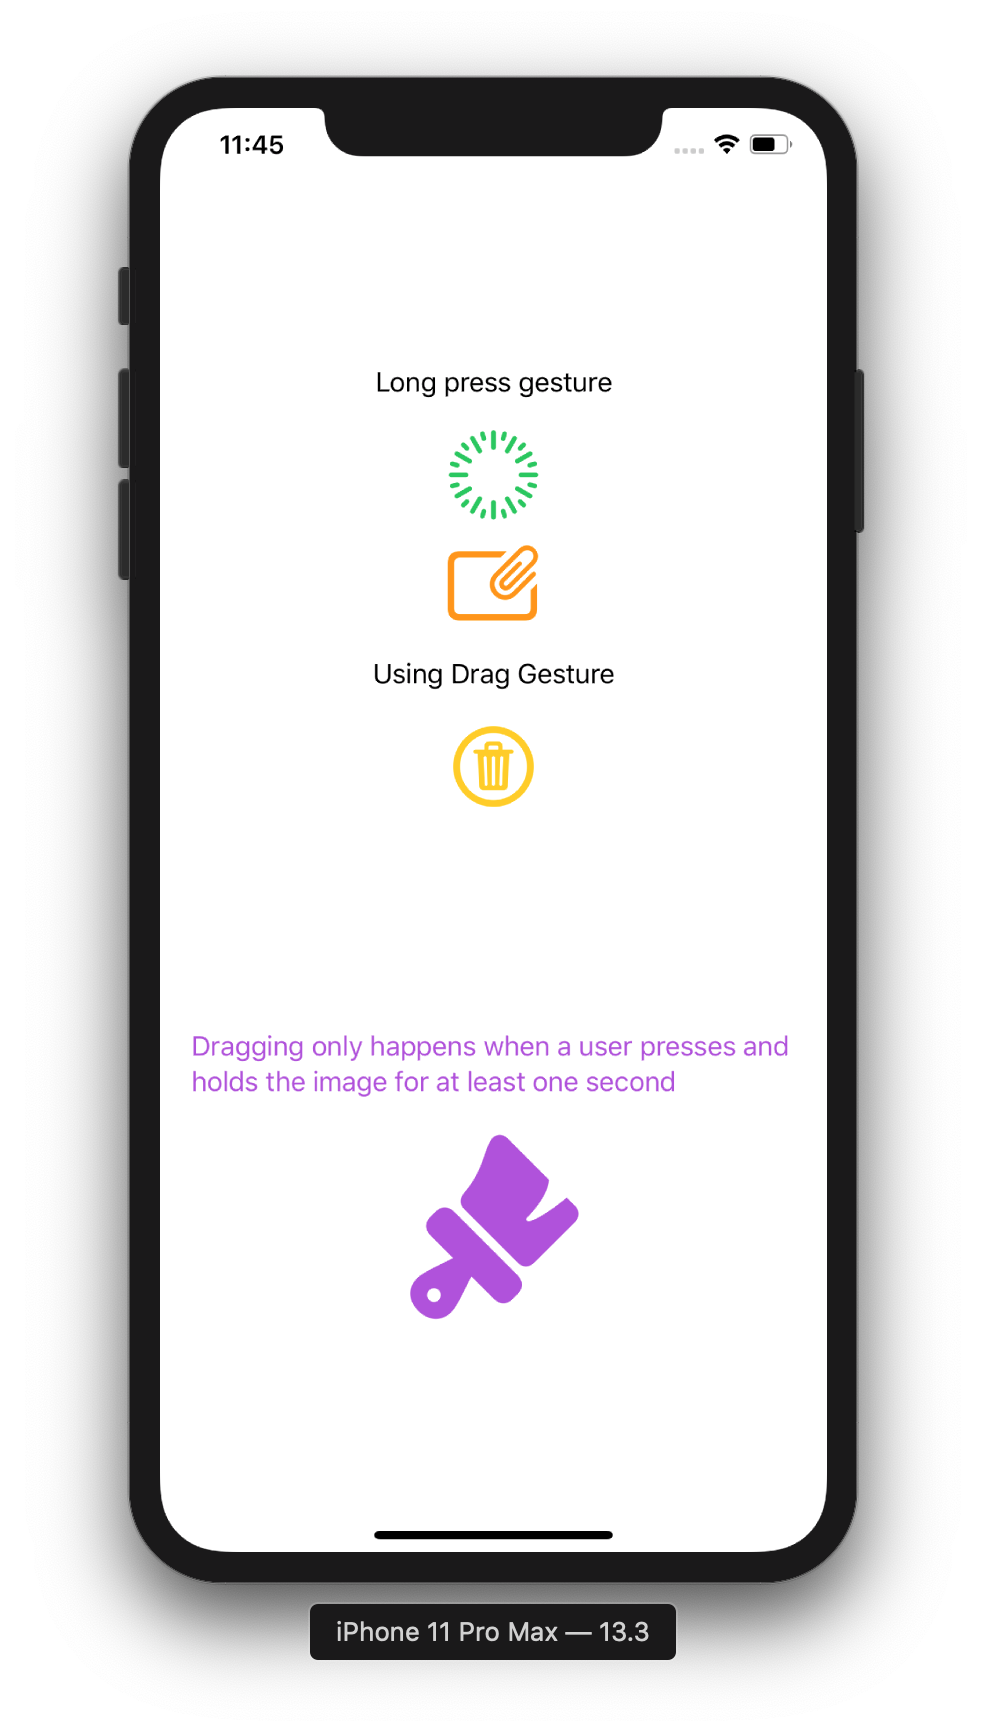 11:45
Long press gesture
Using Drag Gesture
Dragging only happens when a user presses and
holds the image for at least one second
iPhone 11 Pro Max — 13.3